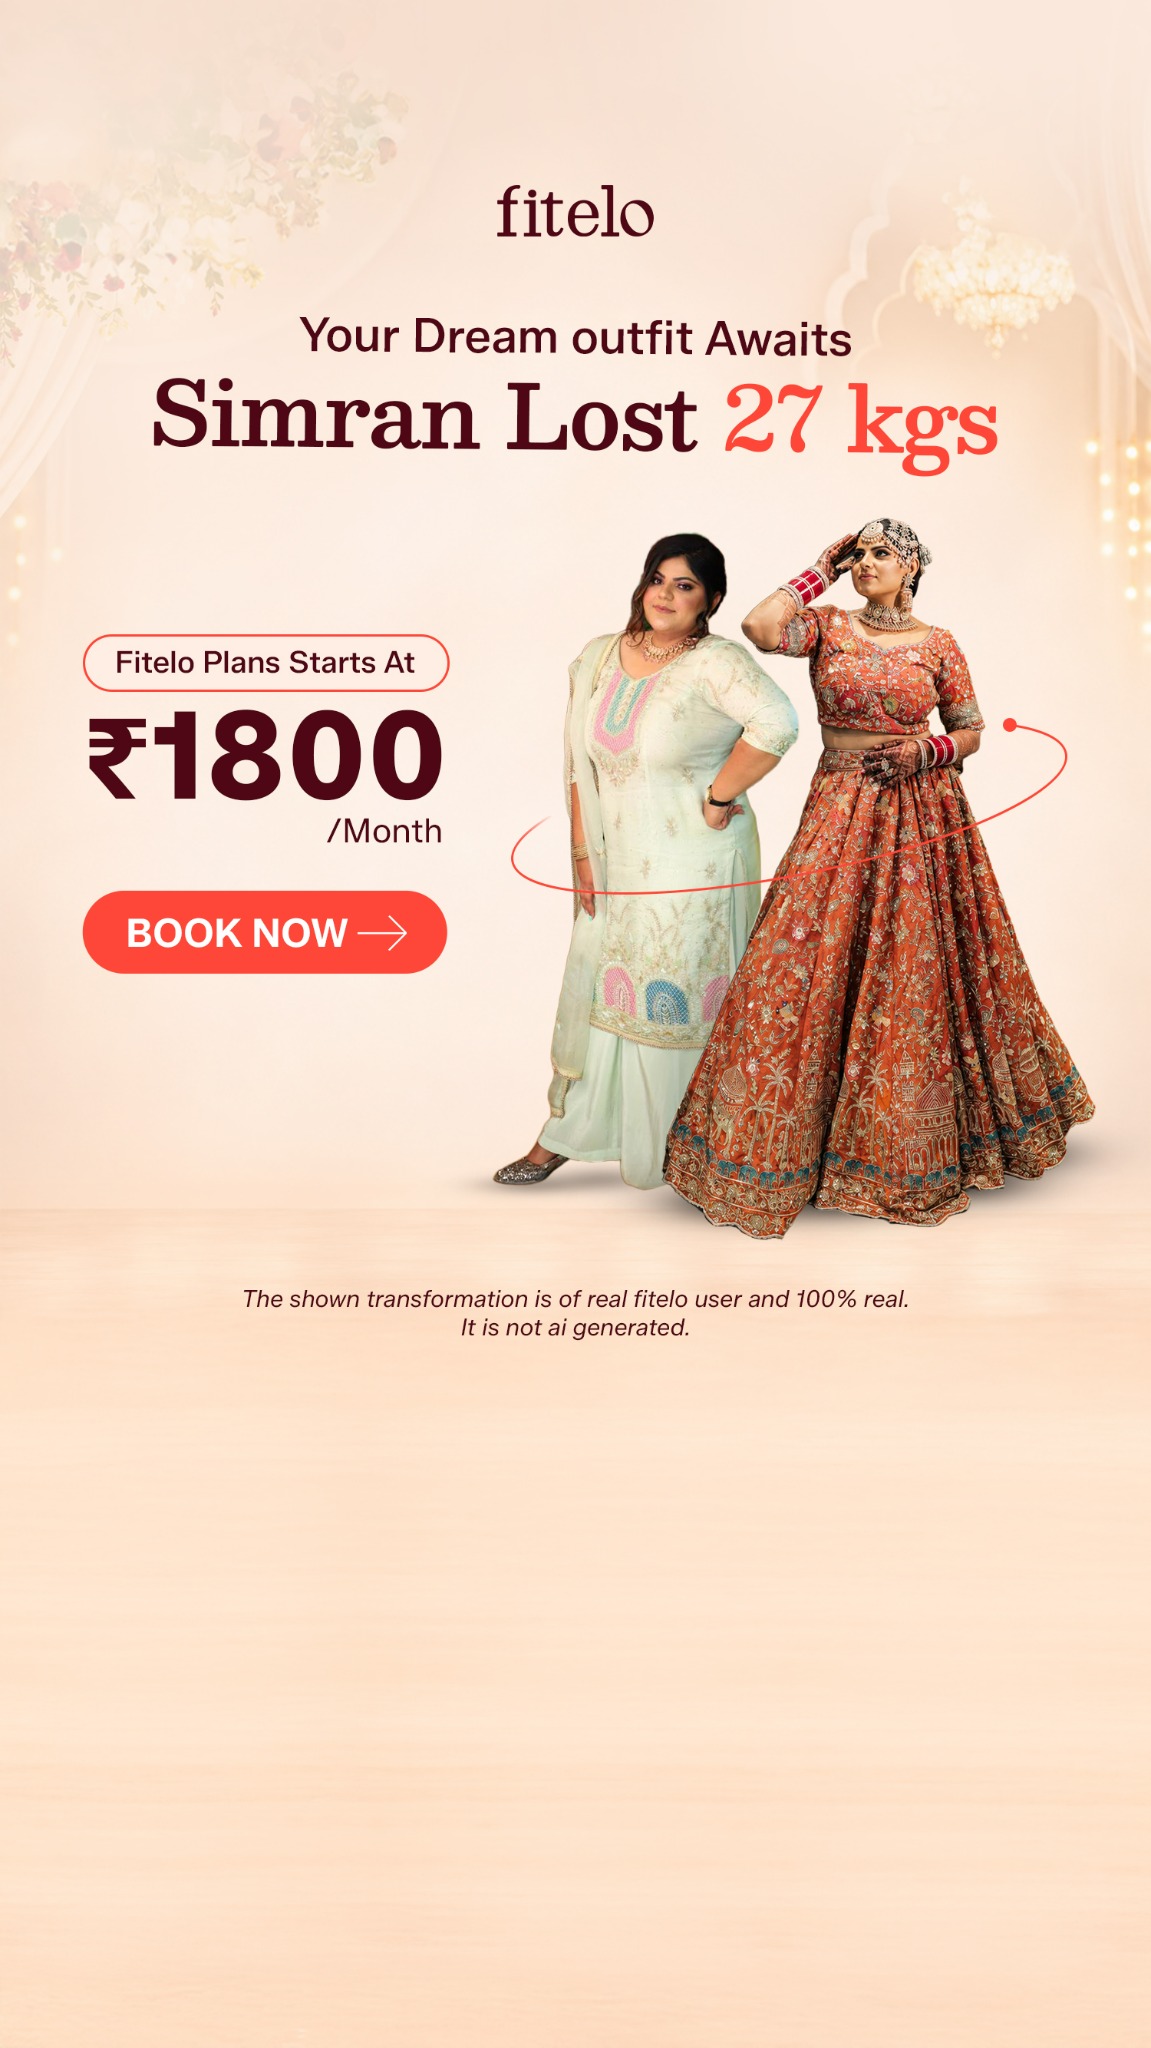 fitelo
Your Dream outfit Awaits
Simran Lost 27 kgs
Fitelo Plans Starts At
₹1800
/Month
BOOK NOW
The shown transformation is of real fitelo user and 100% real.
It is not ai generated.